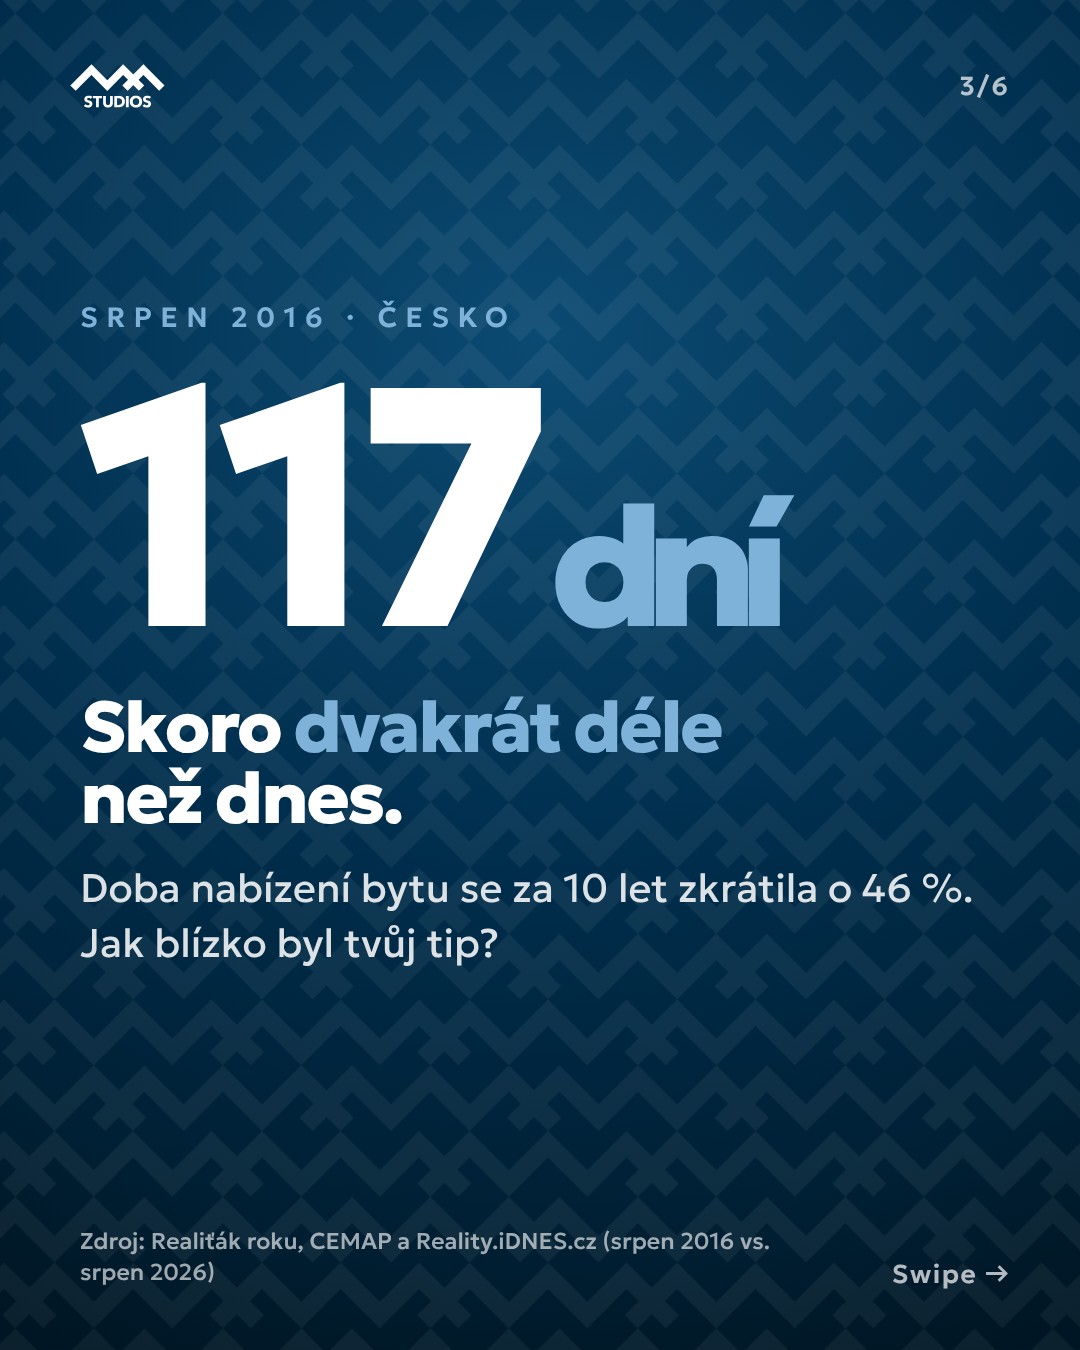 STUDIOS
3/6
SRPEN 2016 · ČESKO
117 dní
Skoro dvakrát déle
než dnes.
Doba nabízení bytu se za 10 let zkrátila o 46 %.
Jak blízko byl tvůj tip?
Zdroj: Realiťák roku, CEMAP a Reality.iDNES.cz (srpen 2016 vs.
srpen 2026)
Swipe →